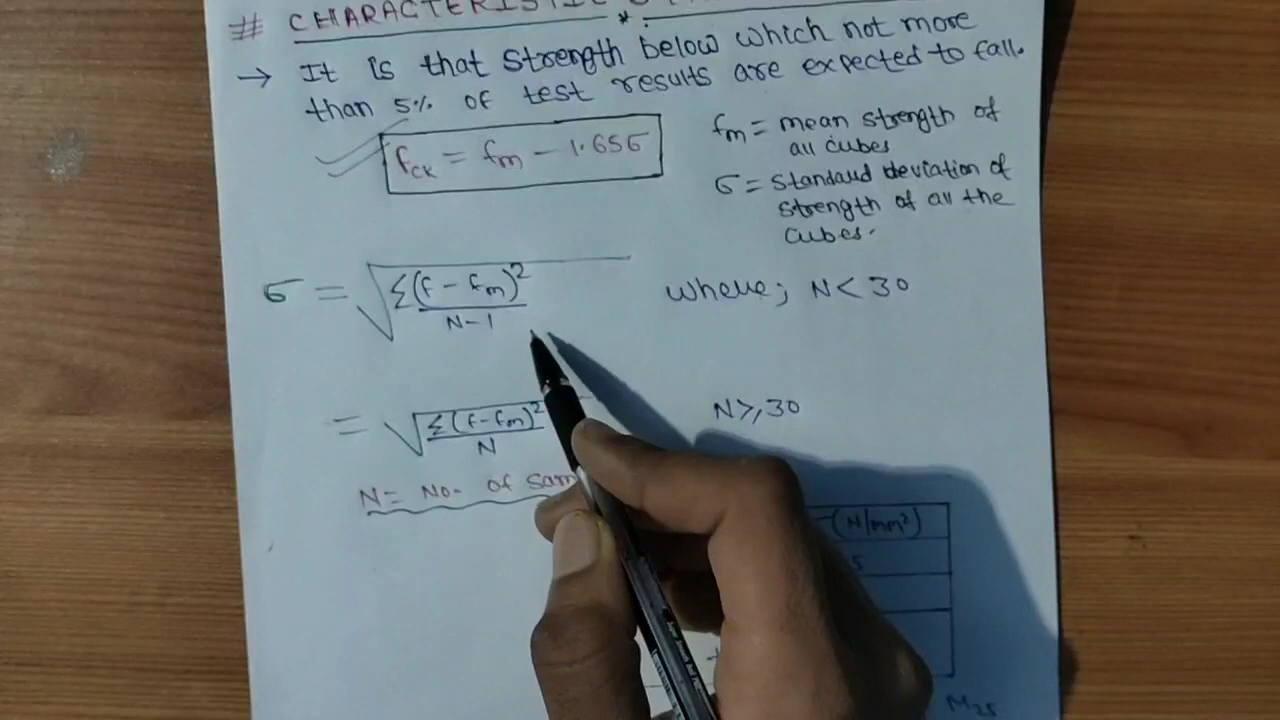 # CHARACTERISTIC
→ It is that strength below which not more
than 5% of test results are expected to fall.
fck = fm - 1.65σ
fm = mean strength of
all cubes
σ = standard deviation of
strength of all the
cubes.
σ = √Σ(f - fm)²/N-1 where; N < 30
= √Σ(f-fm)²/N N≥30
N = No- of
(N/mm²)
5
M25